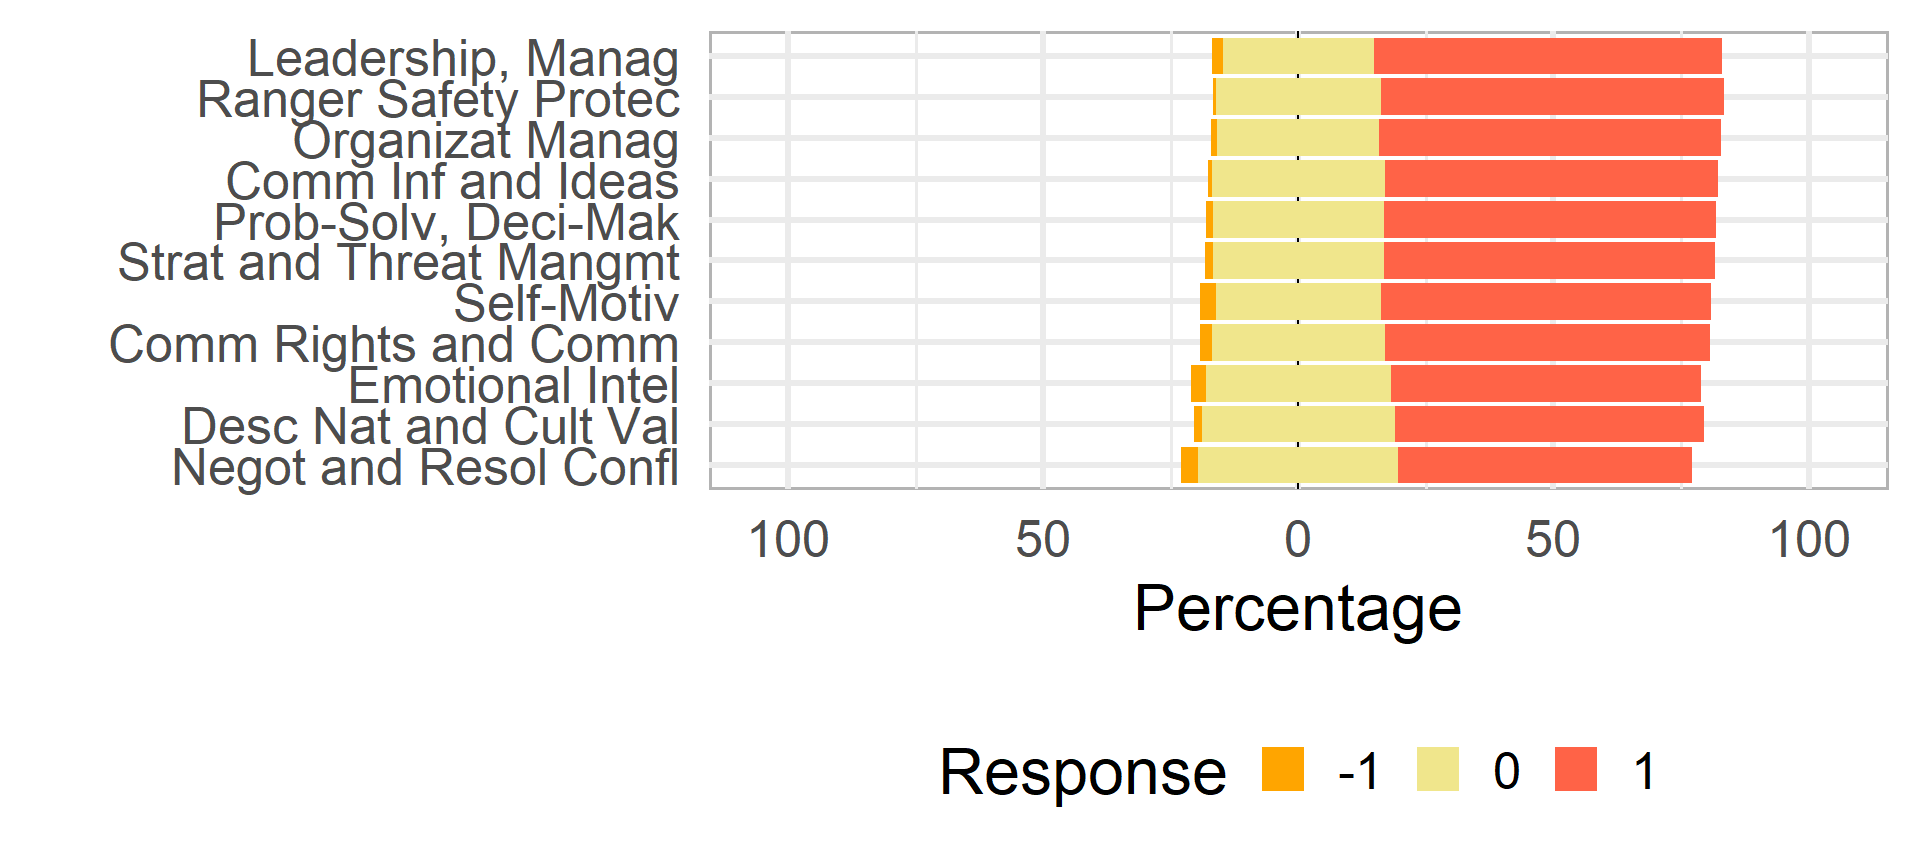 Leadership, Manag
Ranger Safety Protec
Organizat Manag
Comm Inf and Ideas
Prob-Solv, Deci-Mak
Strat and Threat Mangmt
Self-Motiv
Comm Rights and Comm
Emotional Intel
Desc Nat and Cult Val
Negot and Resol Confl
100 50 0 50 100
Percentage
Response -1 0 1